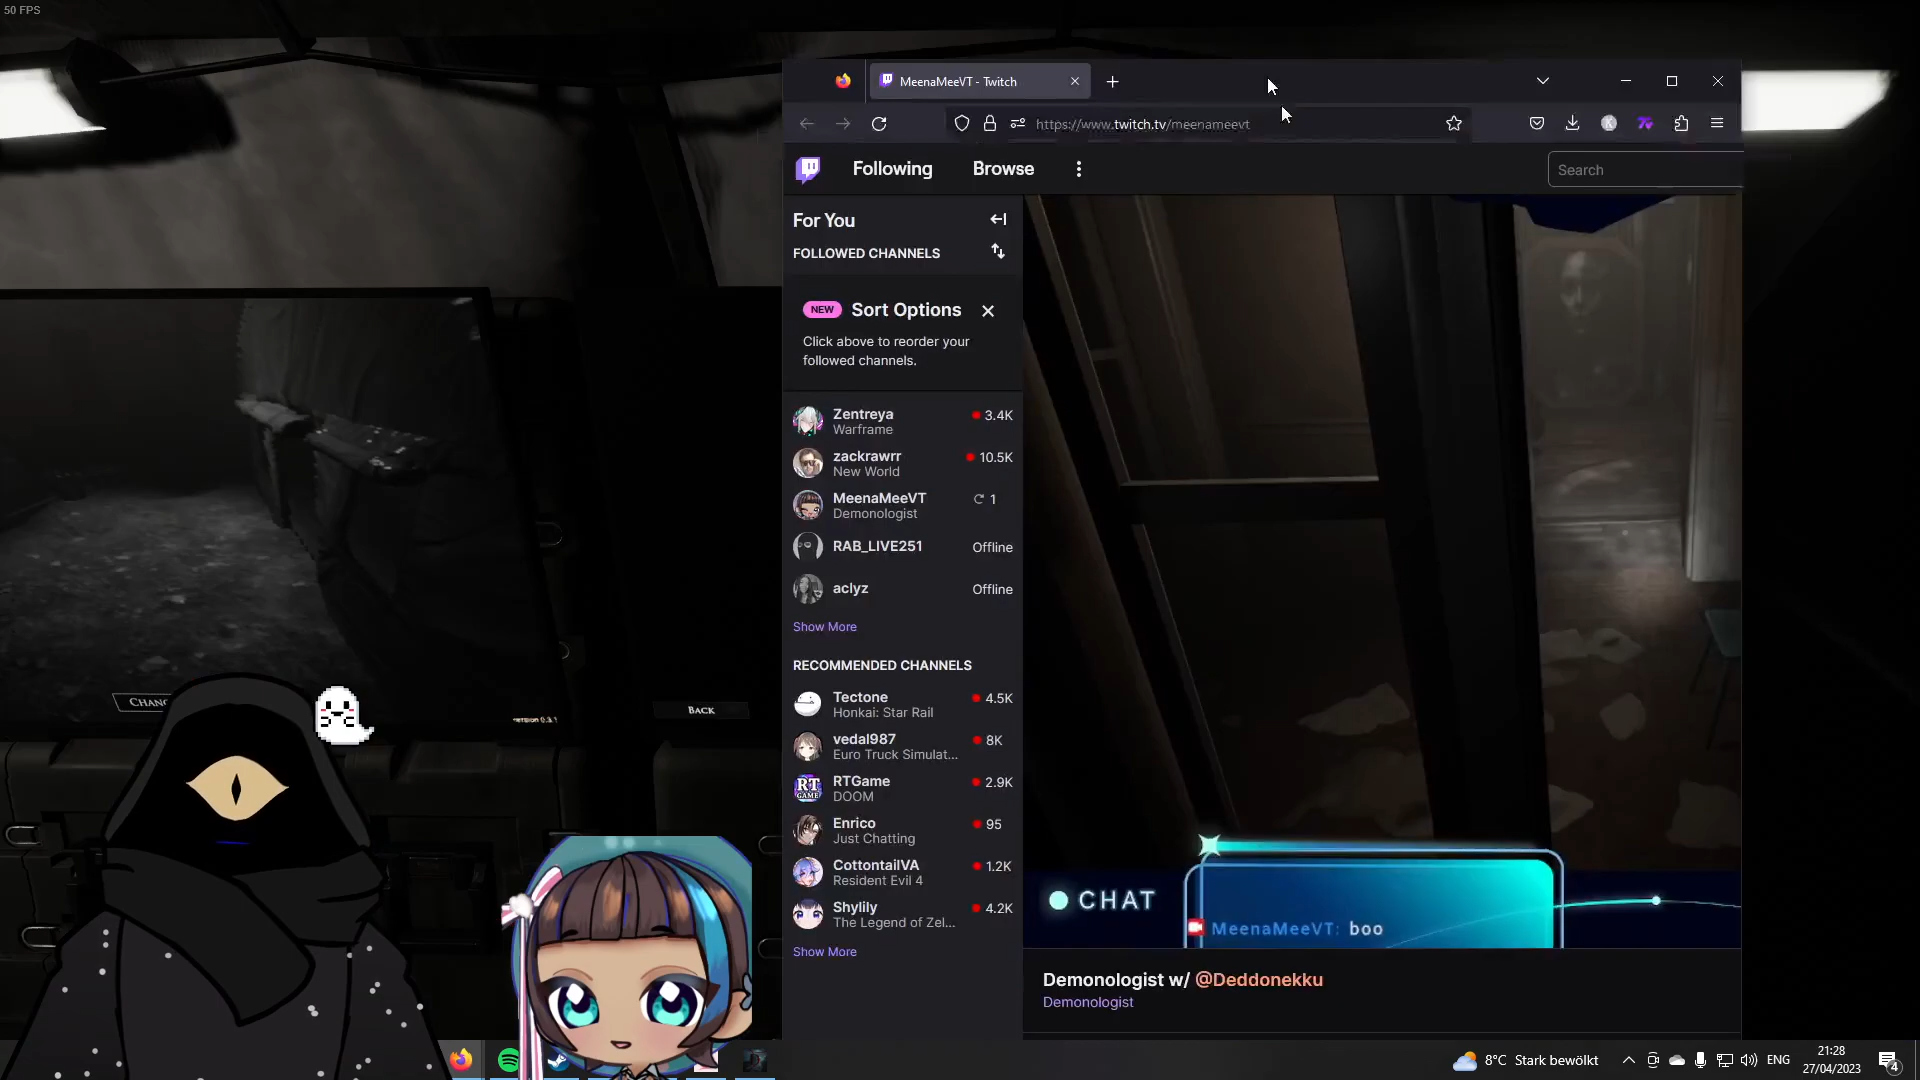 50 FPS
MeenaMeeVT - Twitch
https://www.twitch.tv/meenameevt
Following
Browse
Search
For You
FOLLOWED CHANNELS
NEW
Sort Options
Click above to reorder your
followed channels.
Zentreya
3.4K
Warframe
zackrawrr
10.5K
New World
MeenaMeeVT
1
Demonologist
RAB_LIVE251
Offline
aclyz
Offline
Show More
RECOMMENDED CHANNELS
Tectone
4.5K
Honkai: Star Rail
vedal987
8K
Euro Truck Simulat...
RTGame
2.9K
DOOM
Enrico
95
Just Chatting
CottontailVA
1.2K
Resident Evil 4
Shylily
4.2K
The Legend of Zel...
Show More
BACK
RT
GAME
CHAT
MeenaMeeVT: boo
Demonologist w/ @Deddonekku
Demonologist
8°C Stark bewölkt
ENG
21:28
27/04/2023
4